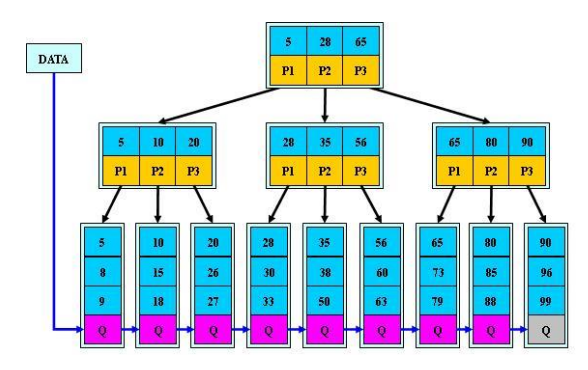 5 28 65
DATA
P1 P2 P3
5 10 20 28 35 56 65 80 90
P1 P2 P3 P1 P2 P3 P1 P2 P3
5 10 20 28 35 56 65 80 90
8 15 26 30 38 60 73 85 96
9 18 27 33 50 63 79 88 99
Q Q Q Q Q Q Q Q Q